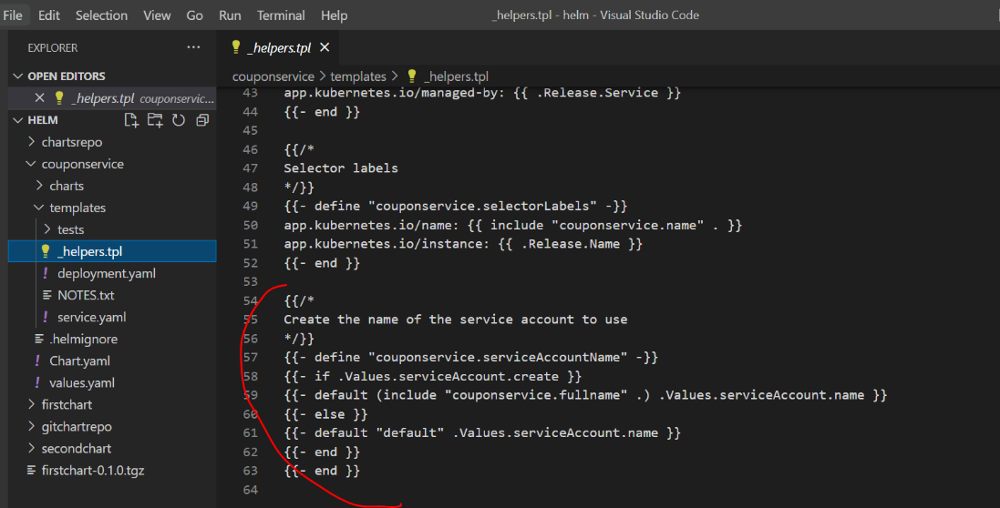 File Edit Selection View Go Run Terminal Help
_helpers.tpl - helm - Visual Studio Code
EXPLORER
OPEN EDITORS
_helpers.tpl couponservic...
HELM
chartsrepo
couponservice
charts
templates
tests
_helpers.tpl
deployment.yaml
NOTES.txt
service.yaml
.helmignore
Chart.yaml
values.yaml
firstchart
gitchartrepo
secondchart
firstchart-0.1.0.tgz
_helpers.tpl
couponservice > templates > _helpers.tpl
43 app.kubernetes.io/managed-by: {{ .Release.Service }}
44 {{- end }}
45
46 {{/*
47 Selector labels
48 */}}
49 {{- define "couponservice.selectorLabels" -}}
50 app.kubernetes.io/name: {{ include "couponservice.name" . }}
51 app.kubernetes.io/instance: {{ .Release.Name }}
52 {{- end }}
53
54 {{/*
55 Create the name of the service account to use
56 */}}
57 {{- define "couponservice.serviceAccountName" -}}
58 {{- if .Values.serviceAccount.create }}
59 {{- default (include "couponservice.fullname" .) .Values.serviceAccount.name }}
60 {{- else }}
61 {{- default "default" .Values.serviceAccount.name }}
62 {{- end }}
63 {{- end }}
64